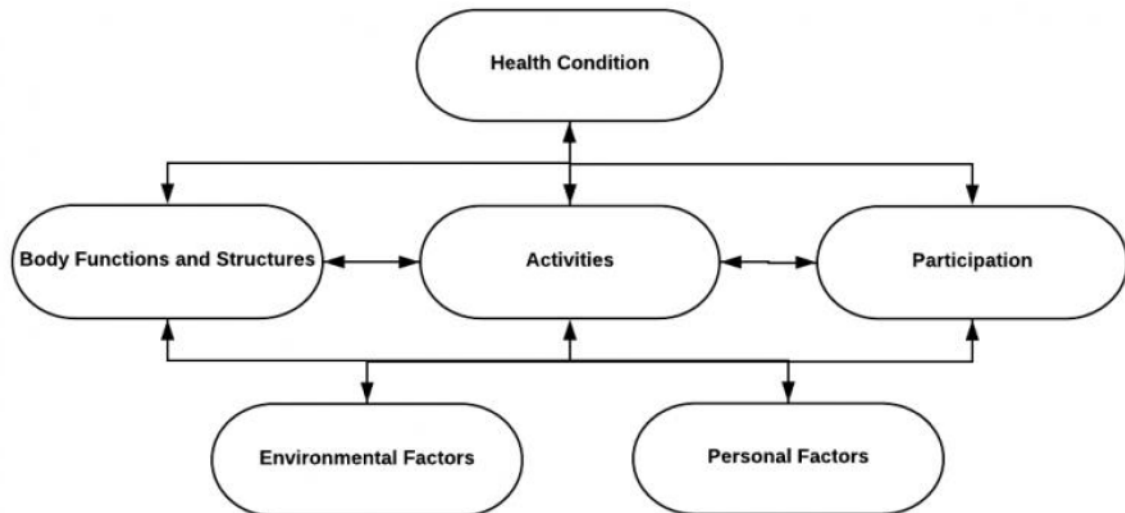 Health Condition
Body Functions and Structures
Activities
Participation
Environmental Factors
Personal Factors